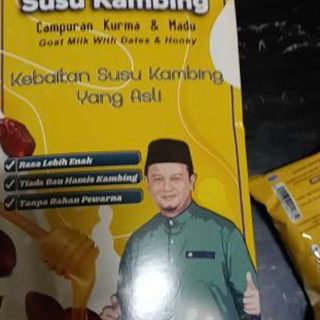 Susu Kambing
Campuran Kurma & Madu
Goat Milk With Dates & Honey
Kebaikan Susu Kambing
Yang Asli
Rasa Lebih Enak
Tiada Bau Hamis Kambing
Tanpa Bahan Pewarna